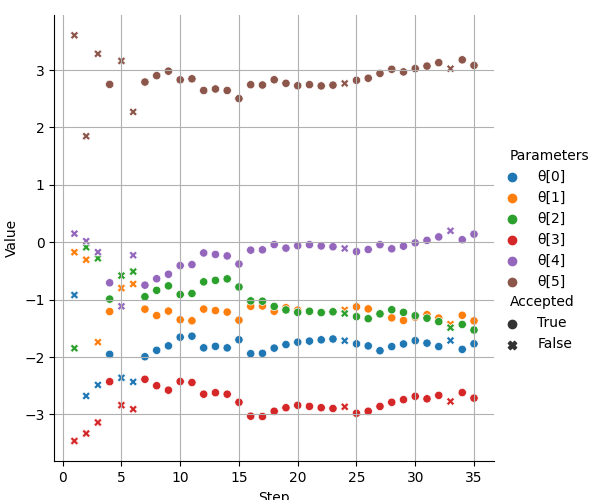 3
2
1
0
−1
−2
−3
Value
0
5
10
15
20
25
30
35
Step
Parameters
θ[0]
θ[1]
θ[2]
θ[3]
θ[4]
θ[5]
Accepted
True
False